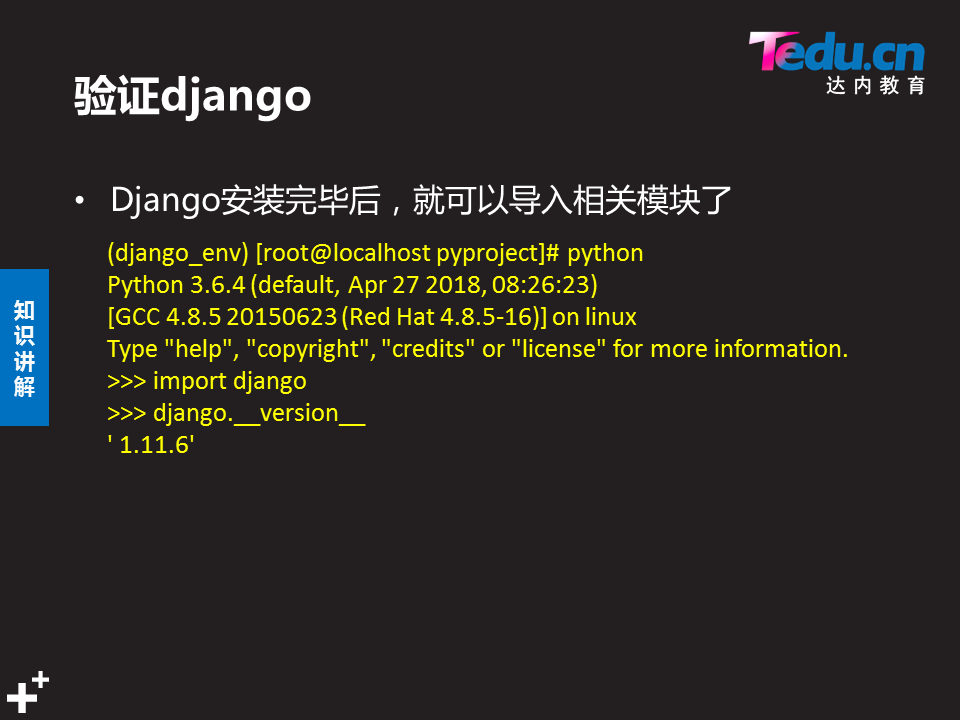 Tedu.cn
达内教育
验证django
• Django安装完毕后，就可以导入相关模块了
(django_env) [root@localhost pyproject]# python
Python 3.6.4 (default, Apr 27 2018, 08:26:23)
[GCC 4.8.5 20150623 (Red Hat 4.8.5-16)] on linux
Type "help", "copyright", "credits" or "license" for more information.
>>> import django
>>> django.__version__
' 1.11.6'
知
识
讲
解